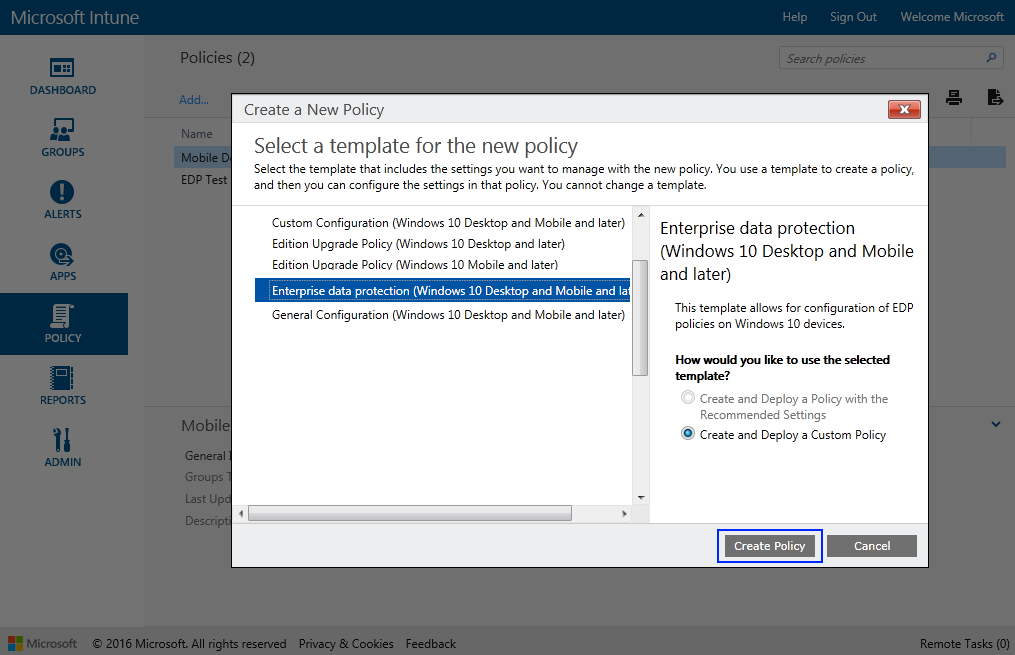 Microsoft Intune
Help Sign Out Welcome Microsoft
DASHBOARD
GROUPS
ALERTS
APPS
POLICY
REPORTS
ADMIN
Policies (2)
Search policies
Add...
Name
Mobile
EDP Test
Create a New Policy
Select a template for the new policy
Select the template that includes the settings you want to manage with the new policy. You use a template to create a policy,
and then you can configure the settings in that policy. You cannot change a template.
Custom Configuration (Windows 10 Desktop and Mobile and later)
Edition Upgrade Policy (Windows 10 Desktop and later)
Edition Upgrade Policy (Windows 10 Mobile and later)
Enterprise data protection (Windows 10 Desktop and Mobile and
General Configuration (Windows 10 Desktop and Mobile and later)
Enterprise data protection
(Windows 10 Desktop and Mobile
and later)
This template allows for configuration of EDP
policies on Windows 10 devices.
How would you like to use the selected
template?
Create and Deploy a Policy with the
Recommended Settings
Create and Deploy a Custom Policy
Create Policy Cancel
Mobile
General
Groups
Last
Microsoft © 2016 Microsoft. All rights reserved Privacy & Cookies Feedback
Remote Tasks (0)